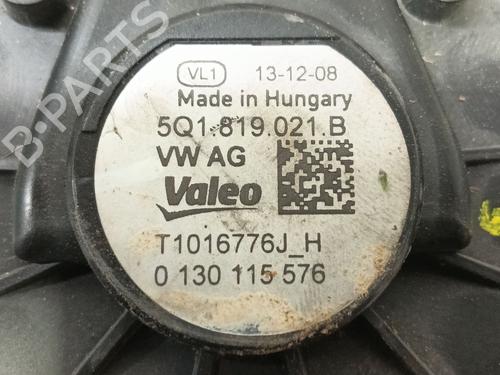 B-PARTS
VL1 13-12-08
Made in Hungary
5Q1.819.021.B
VW AG
Valeo
T1016776J_H
0 130 115 576